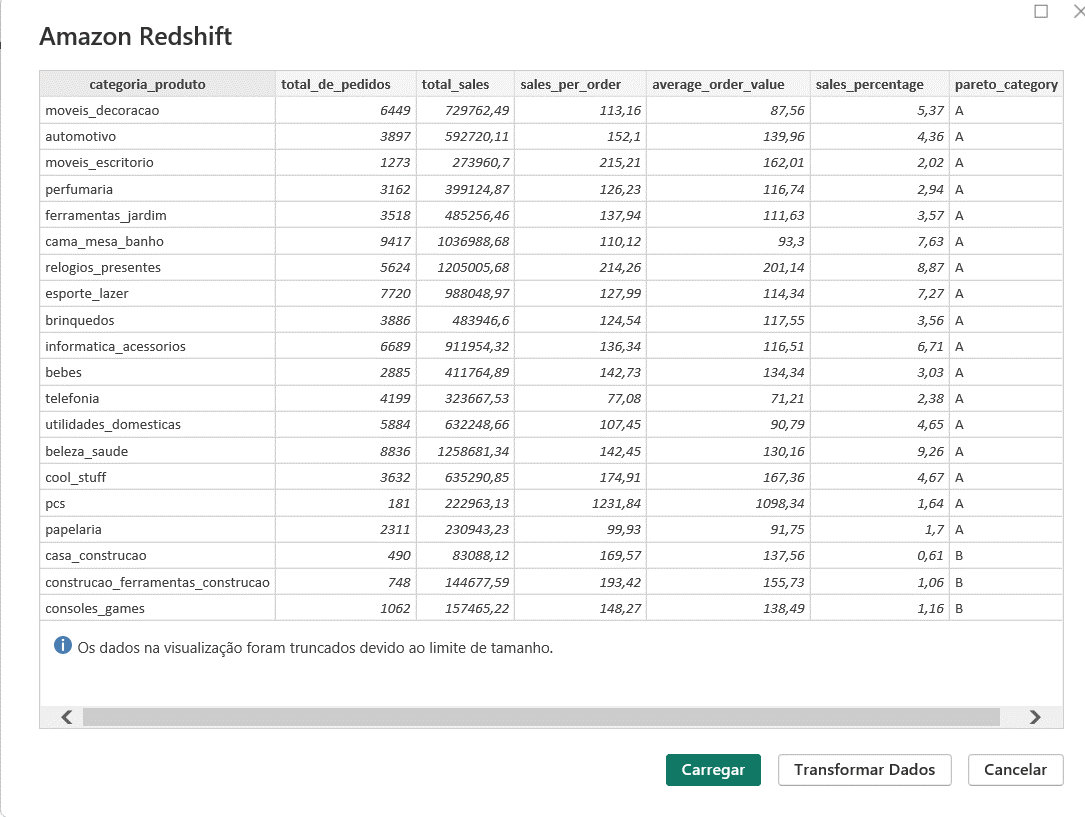 Amazon Redshift
categoria_produto total_de_pedidos total_sales sales_per_order average_order_value sales_percentage pareto_category
moveis_decoracao 6449 729762,49 113,16 87,56 5,37 A
automotivo 3897 592720,11 152,1 139,96 4,36 A
moveis_escritorio 1273 273960,7 215,21 162,01 2,02 A
perfumaria 3162 399124,87 126,23 116,74 2,94 A
ferramentas_jardim 3518 485256,46 137,94 111,63 3,57 A
cama_mesa_banho 9417 1036988,68 110,12 93,3 7,63 A
relogios_presentes 5624 1205005,68 214,26 201,14 8,87 A
esporte_lazer 7720 988048,97 127,99 114,34 7,27 A
brinquedos 3886 483946,6 124,54 117,55 3,56 A
informatica_acessorios 6689 911954,32 136,34 116,51 6,71 A
bebes 2885 411764,89 142,73 134,34 3,03 A
telefonia 4199 323667,53 77,08 71,21 2,38 A
utilidades_domesticas 5884 632248,66 107,45 90,79 4,65 A
beleza_saude 8836 1258681,34 142,45 130,16 9,26 A
cool_stuff 3632 635290,85 174,91 167,36 4,67 A
pcs 181 222963,13 1231,84 1098,34 1,64 A
papelaria 2311 230943,23 99,93 91,75 1,7 A
casa_construcao 490 83088,12 169,57 137,56 0,61 B
construcao_ferramentas_construcao 748 144677,59 193,42 155,73 1,06 B
consoles_games 1062 157465,22 148,27 138,49 1,16 B
Os dados na visualização foram truncados devido ao limite de tamanho.
Carregar Transformar Dados Cancelar